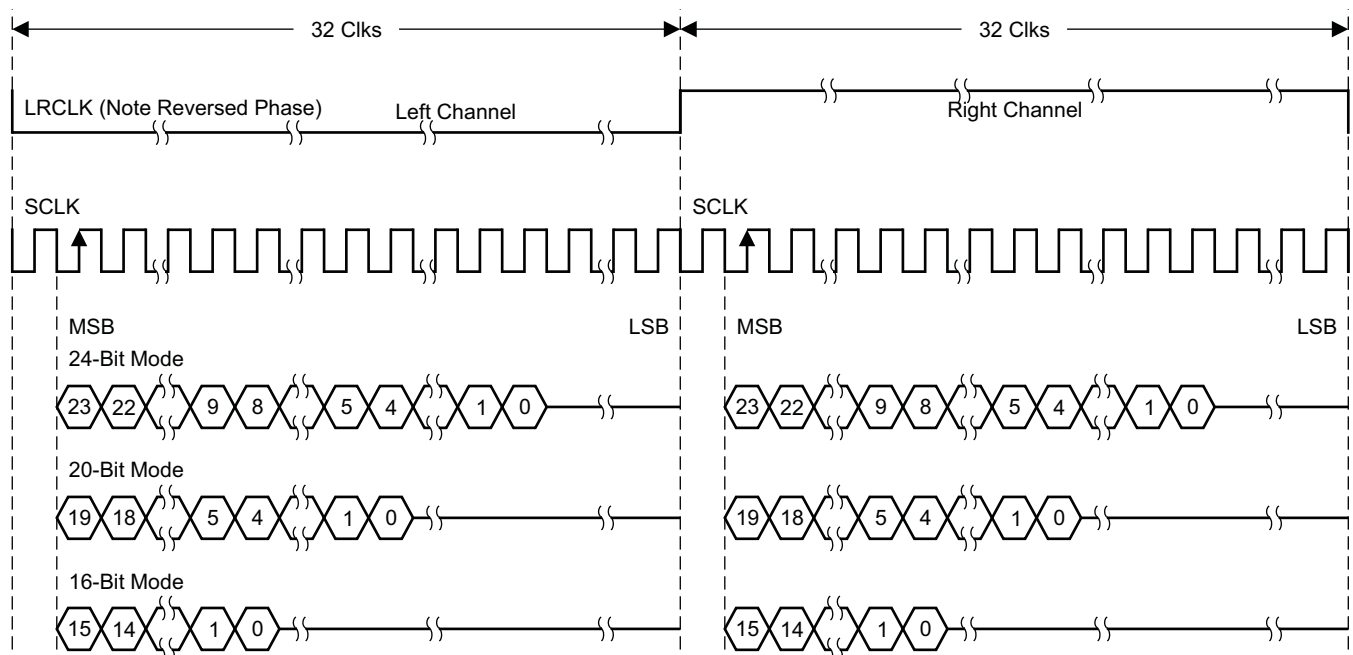 32 Clks 32 Clks
LRCLK (Note Reversed Phase) Left Channel Right Channel
SCLK SCLK
MSB LSB MSB LSB
24-Bit Mode
23 22 9 8 5 4 1 0 23 22 9 8 5 4 1 0
20-Bit Mode
19 18 5 4 1 0 19 18 5 4 1 0
16-Bit Mode
15 14 1 0 15 14 1 0